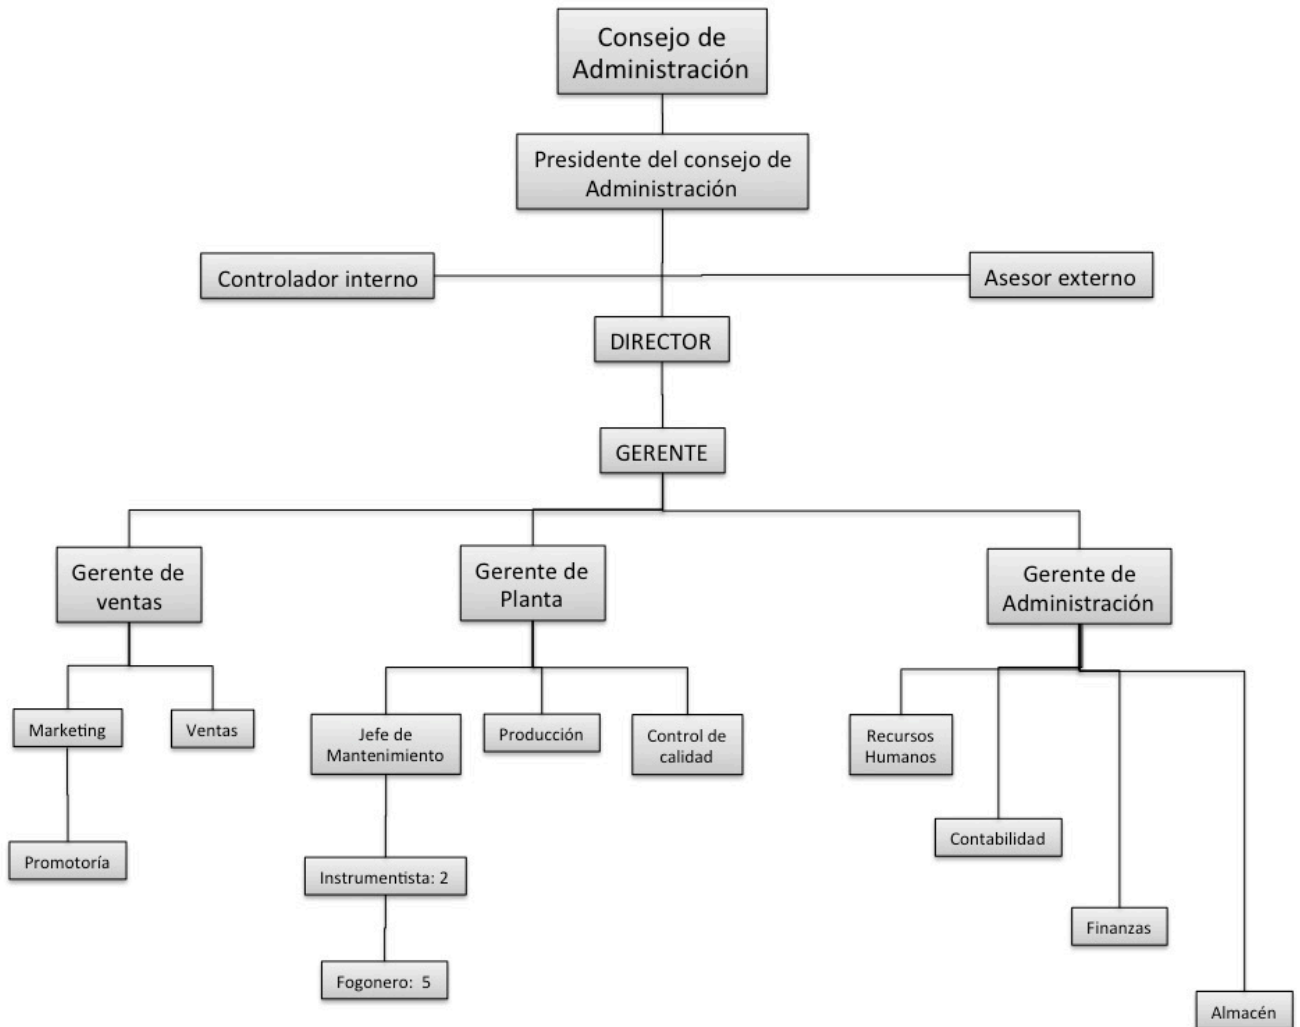 Consejo de
Administración
Presidente del consejo de
Administración
Controlador interno
Asesor externo
DIRECTOR
GERENTE
Gerente de
ventas
Gerente de
Planta
Gerente de
Administración
Marketing
Ventas
Jefe de
Mantenimiento
Producción
Control de
calidad
Recursos
Humanos
Contabilidad
Promotoría
Instrumentista: 2
Finanzas
Fogonero:  5
Almacén